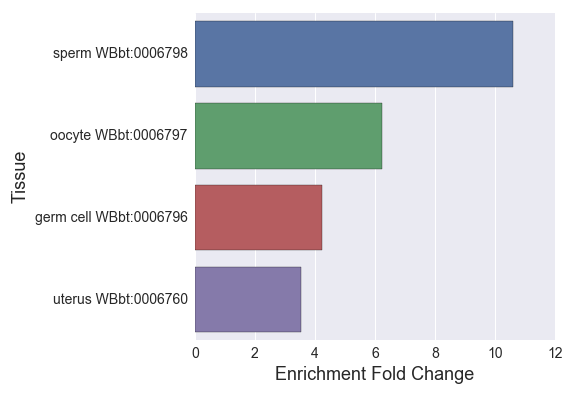 sperm WBbt:0006798
oocyte WBbt:0006797
germ cell WBbt:0006796
uterus WBbt:0006760
Tissue
0 2 4 6 8 10 12
Enrichment Fold Change